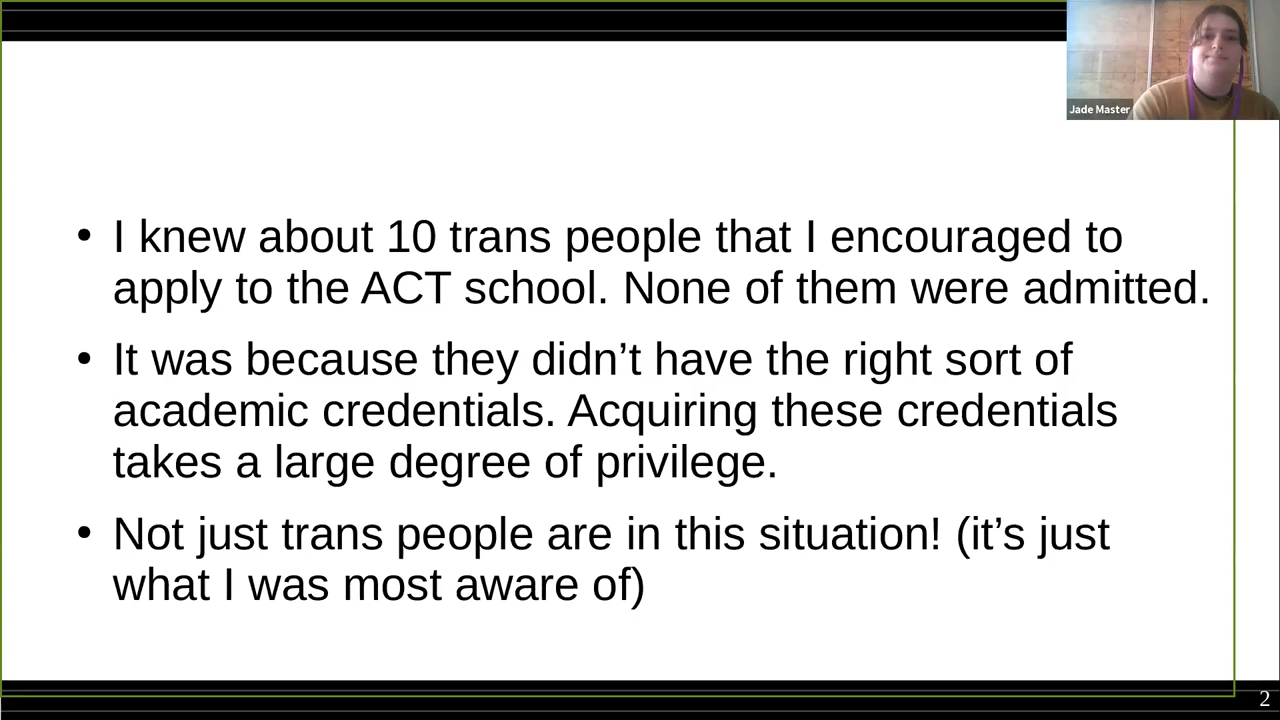 Jade Master
• I knew about 10 trans people that I encouraged to
apply to the ACT school. None of them were admitted.
• It was because they didn’t have the right sort of
academic credentials. Acquiring these credentials
takes a large degree of privilege.
• Not just trans people are in this situation! (it’s just
what I was most aware of)
2